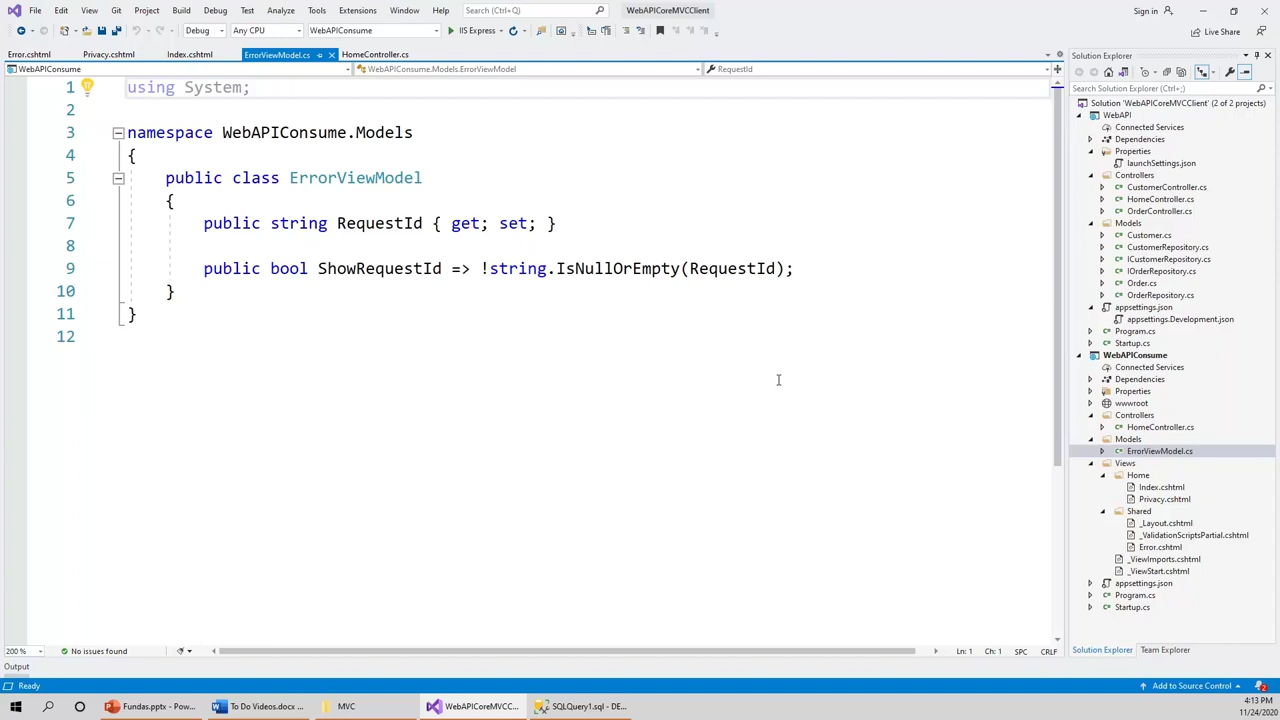 File Edit View Git Project Build Debug Test Analyze Tools Extensions Window Help Search (Ctrl+Q) WebAPICoreMVCClient Sign in
Debug Any CPU WebAPIConsume IIS Express Live Share
Error.cshtml Privacy.cshtml Index.cshtml ErrorViewModel.cs HomeController.cs
WebAPIConsume WebAPIConsume.Models.ErrorViewModel RequestId
1 using System;
2
3 namespace WebAPIConsume.Models
4 {
5 public class ErrorViewModel
6 {
7 public string RequestId { get; set; }
8
9 public bool ShowRequestId => !string.IsNullOrEmpty(RequestId);
10 }
11 }
12
200 % No issues found Ln: 1 Ch: 1 SPC CRLF
Output
Solution Explorer
Search Solution Explorer (Ctrl+;)
Solution 'WebAPICoreMVCClient' (2 of 2 projects)
WebAPI
Connected Services
Dependencies
Properties
launchSettings.json
Controllers
C# CustomerController.cs
C# HomeController.cs
C# OrderController.cs
Models
C# Customer.cs
C# CustomerRepository.cs
C# ICustomerRepository.cs
C# IOrderRepository.cs
C# Order.cs
C# OrderRepository.cs
appsettings.json
appsettings.Development.json
C# Program.cs
C# Startup.cs
WebAPIConsume
Connected Services
Dependencies
Properties
wwwroot
Controllers
C# HomeController.cs
Models
C# ErrorViewModel.cs
Views
Home
Index.cshtml
Privacy.cshtml
Shared
_Layout.cshtml
_ValidationScriptsPartial.cshtml
Error.cshtml
_ViewImports.cshtml
_ViewStart.cshtml
appsettings.json
C# Program.cs
C# Startup.cs
Solution Explorer Team Explorer
Ready Add to Source Control 2
Fundas.pptx - Pow... To Do Videos.docx ... MVC WebAPICoreMVCC... SQLQuery1.sql - DE... 4:13 PM
11/24/2020